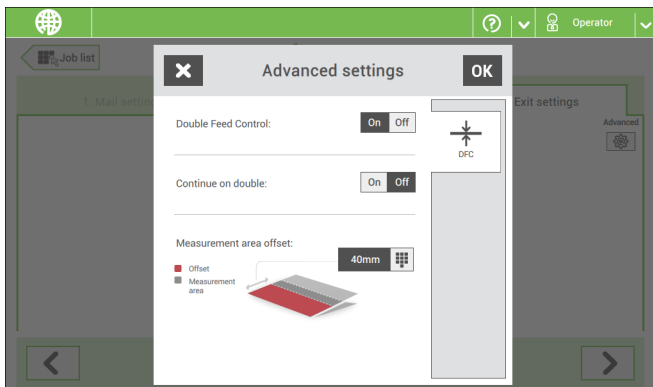 Operator
Job list
Advanced settings
OK
1. Mail setting
Exit settings
Double Feed Control:
On Off
Advanced
DFC
Continue on double:
On Off
Measurement area offset:
40mm
Offset
Measurement
area